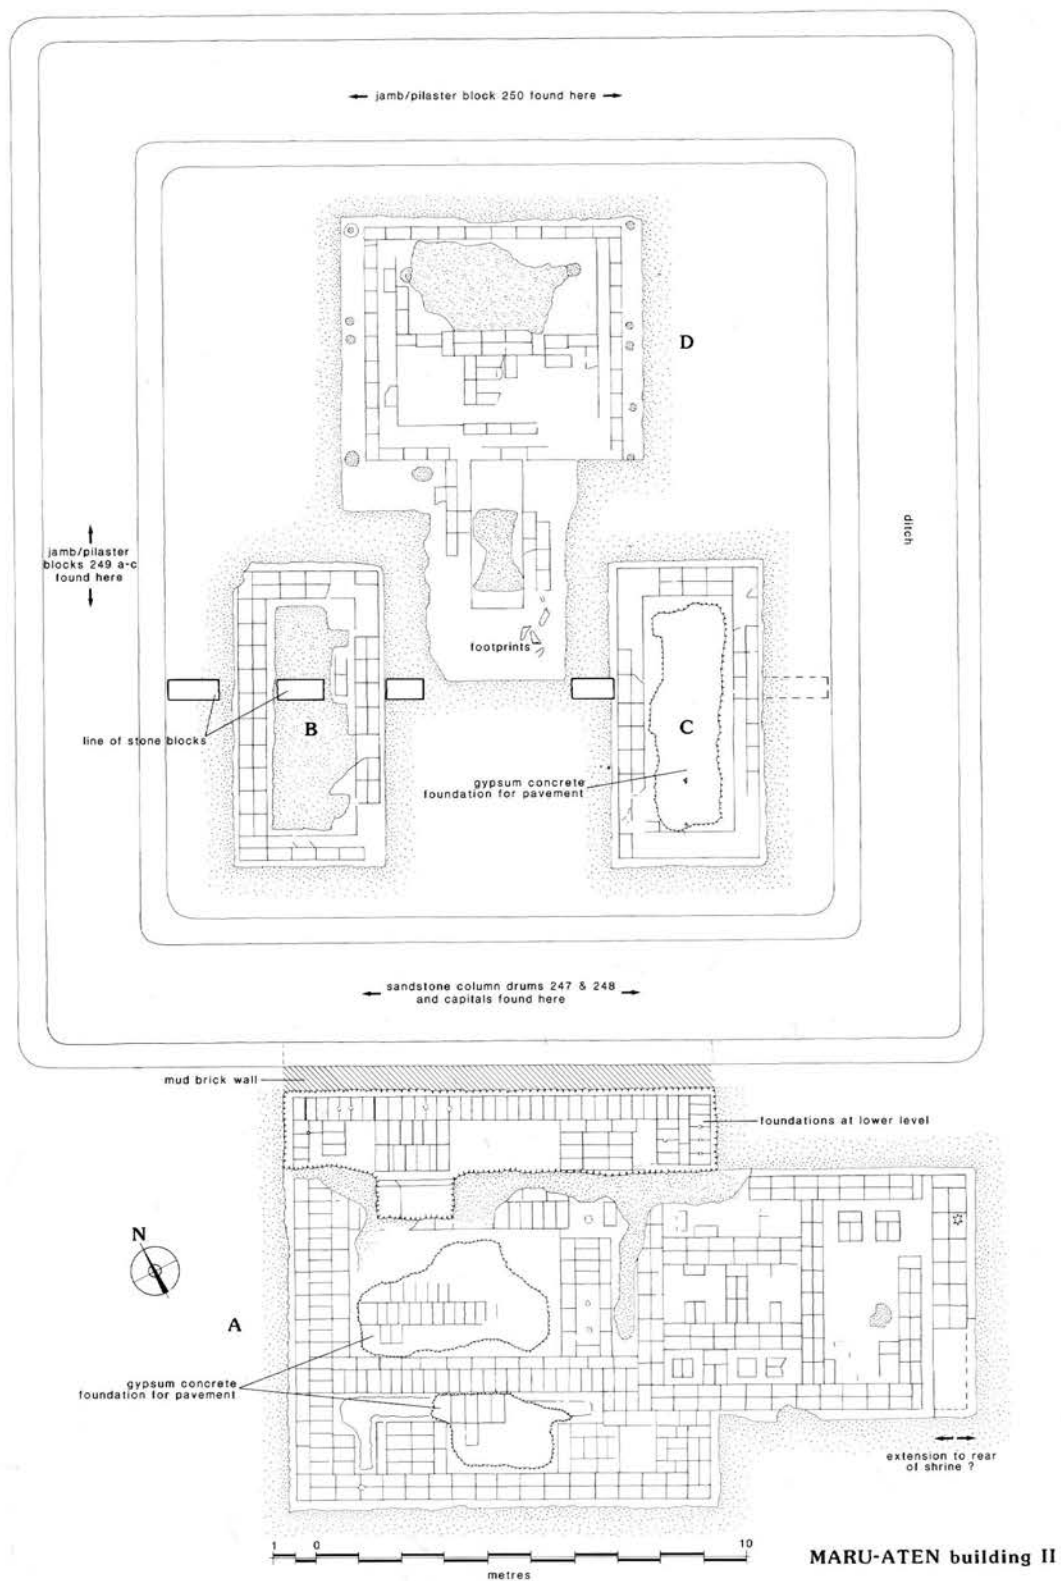 jamb/pilaster block 250 found here
D
ditch
jamb/pilaster
blocks 249 a-c
found here
footprints
line of stone blocks
B
C
gypsum concrete
foundation for pavement
sandstone column drums 247 & 248
and capitals found here
mud brick wall
foundations at lower level
N
A
gypsum concrete
foundation for pavement
extension to rear
of shrine ?
1 0 10
metres
MARU-ATEN building II